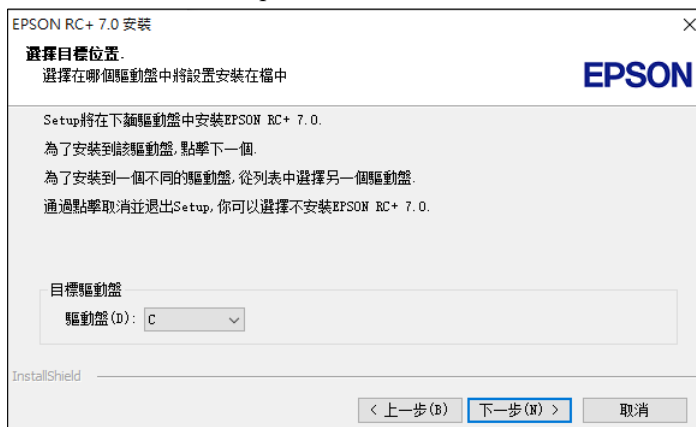 EPSON RC+ 7.0 安裝
選擇目標位置.
選擇在哪個驅動盤中將設置安裝在檔中
EPSON
Setup將在下麵驅動盤中安裝EPSON RC+ 7.0.
為了安裝到該驅動盤,點擊下一個.
為了安裝到一個不同的驅動盤,從列表中選擇另一個驅動盤.
通過點擊取消並退出Setup,你可以選擇不安裝EPSON RC+ 7.0.
目標驅動盤
驅動盤(D): C
InstallShield
< 上一步(B) 下一步(N) > 取消